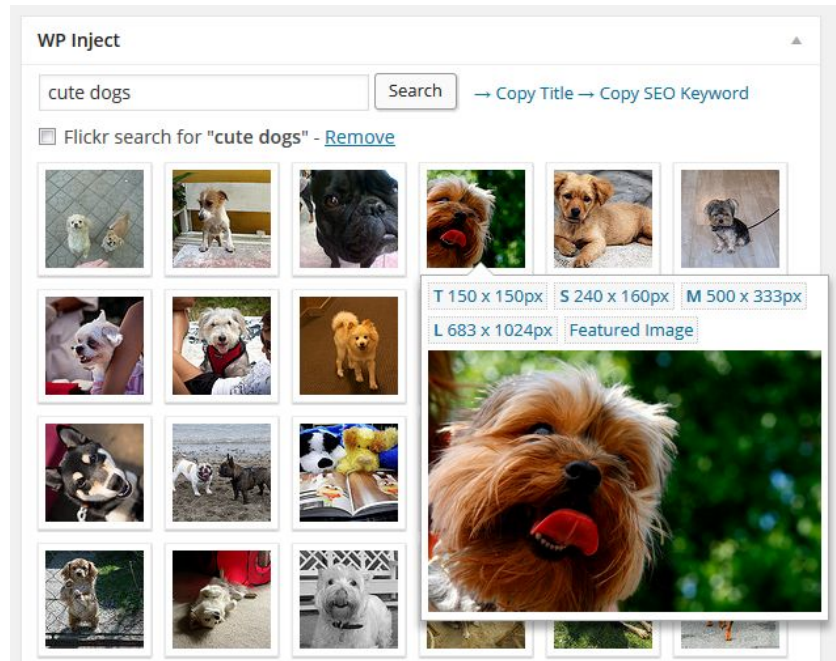 WP Inject
cute dogs Search → Copy Title → Copy SEO Keyword
Flickr search for "cute dogs" - Remove
T 150 x 150px S 240 x 160px M 500 x 333px
L 683 x 1024px Featured Image